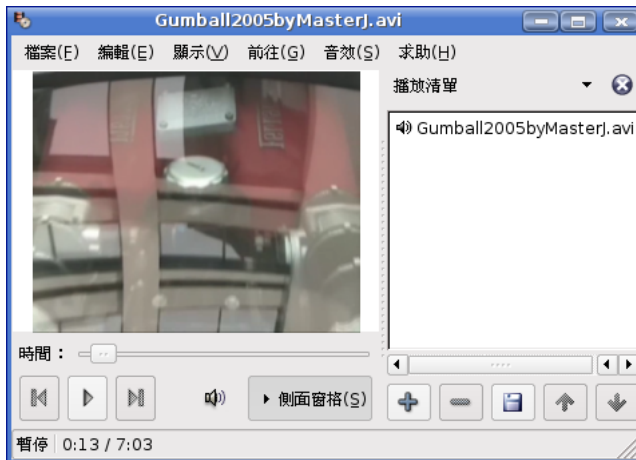 Gumball2005byMasterJ.avi
檔案(F) 編輯(E) 顯示(V) 前往(G) 音效(S) 求助(H)
播放清單
Gumball2005byMasterJ.avi
時間：
側面窗格(S)
暫停 0:13 / 7:03